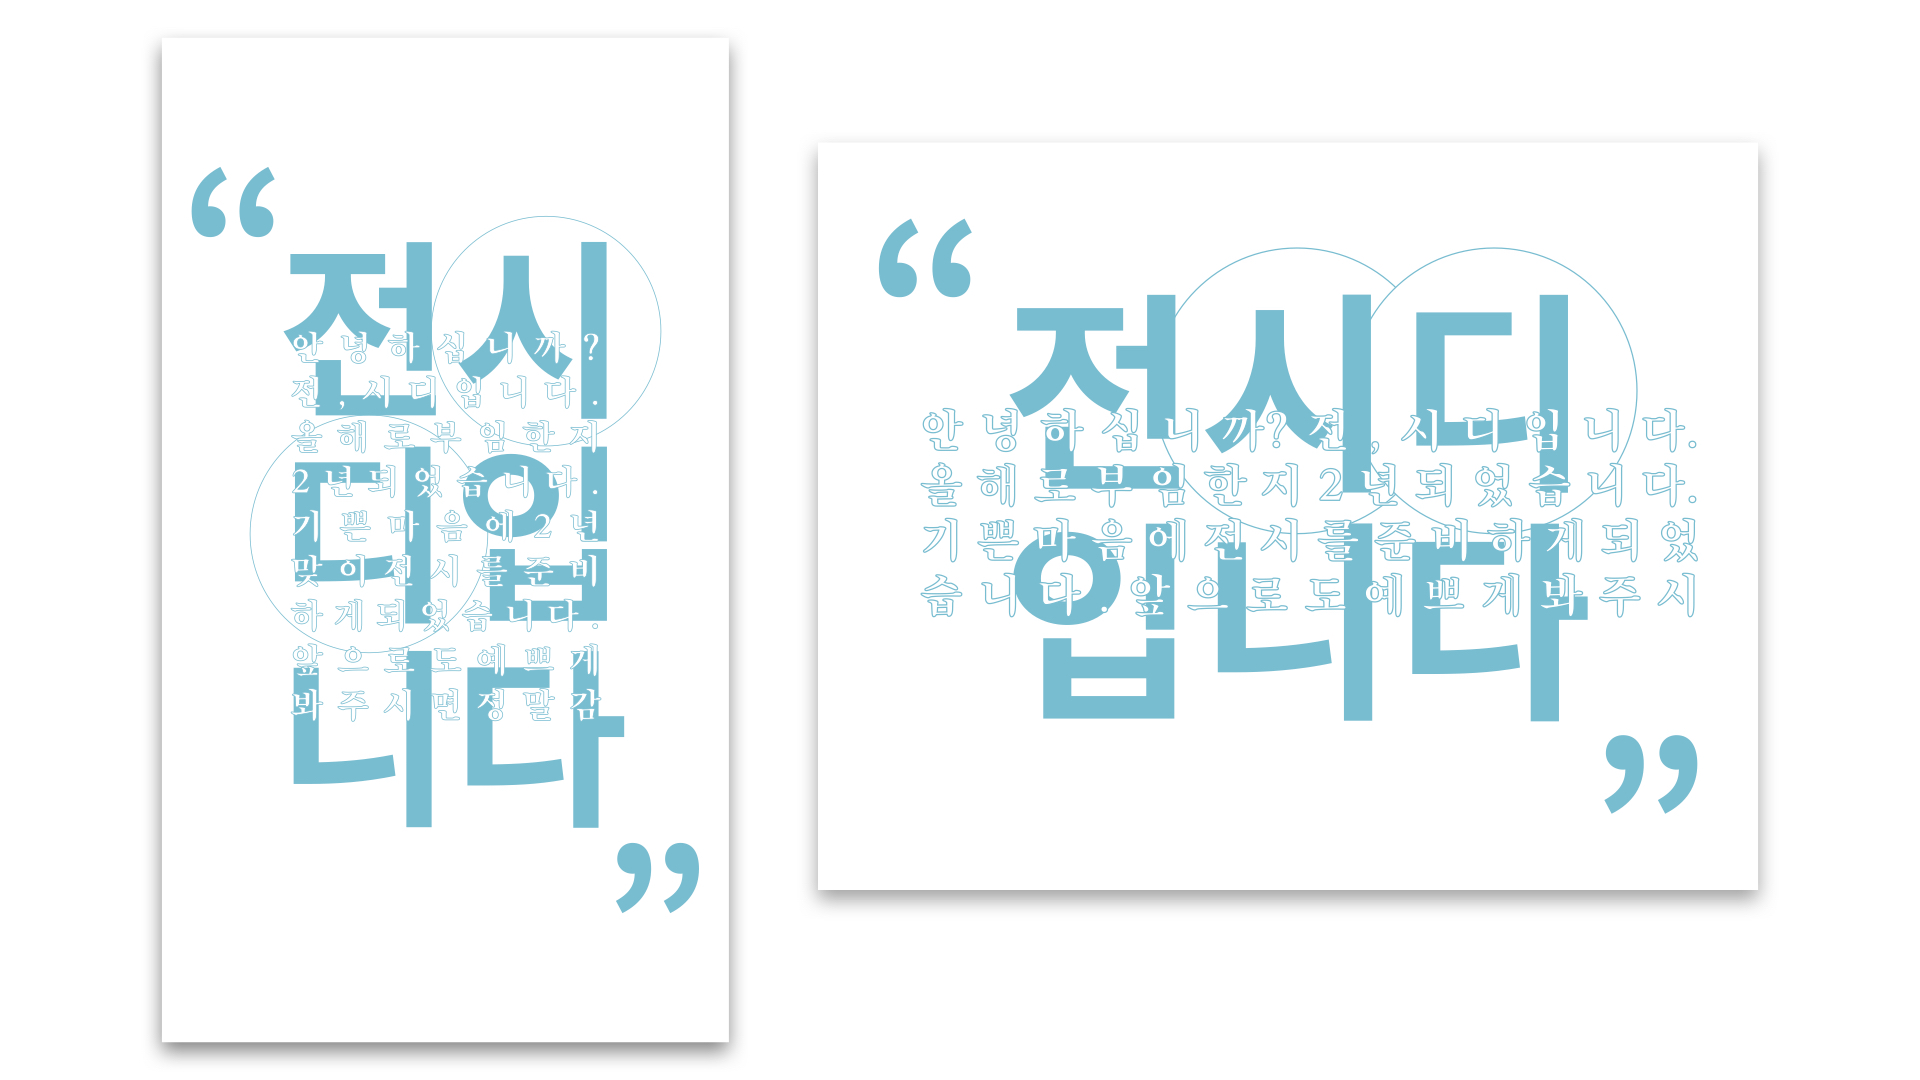 “
전시
디입
니다
”
안녕하십니까?
전,시디입니다.
올해로부임한지
2년되었습니다.
기쁜마음에2년
맞이전시를준비
하게되었습니다.
앞으로도예쁘게
봐주시면정말감
“
전시디
입니다
”
안녕하십니까? 전,시디입니다.
올해로부임한지2년되었습니다.
기쁜마음에전서를준비하게되었
습니다.앞으로도예쁘게봐주시